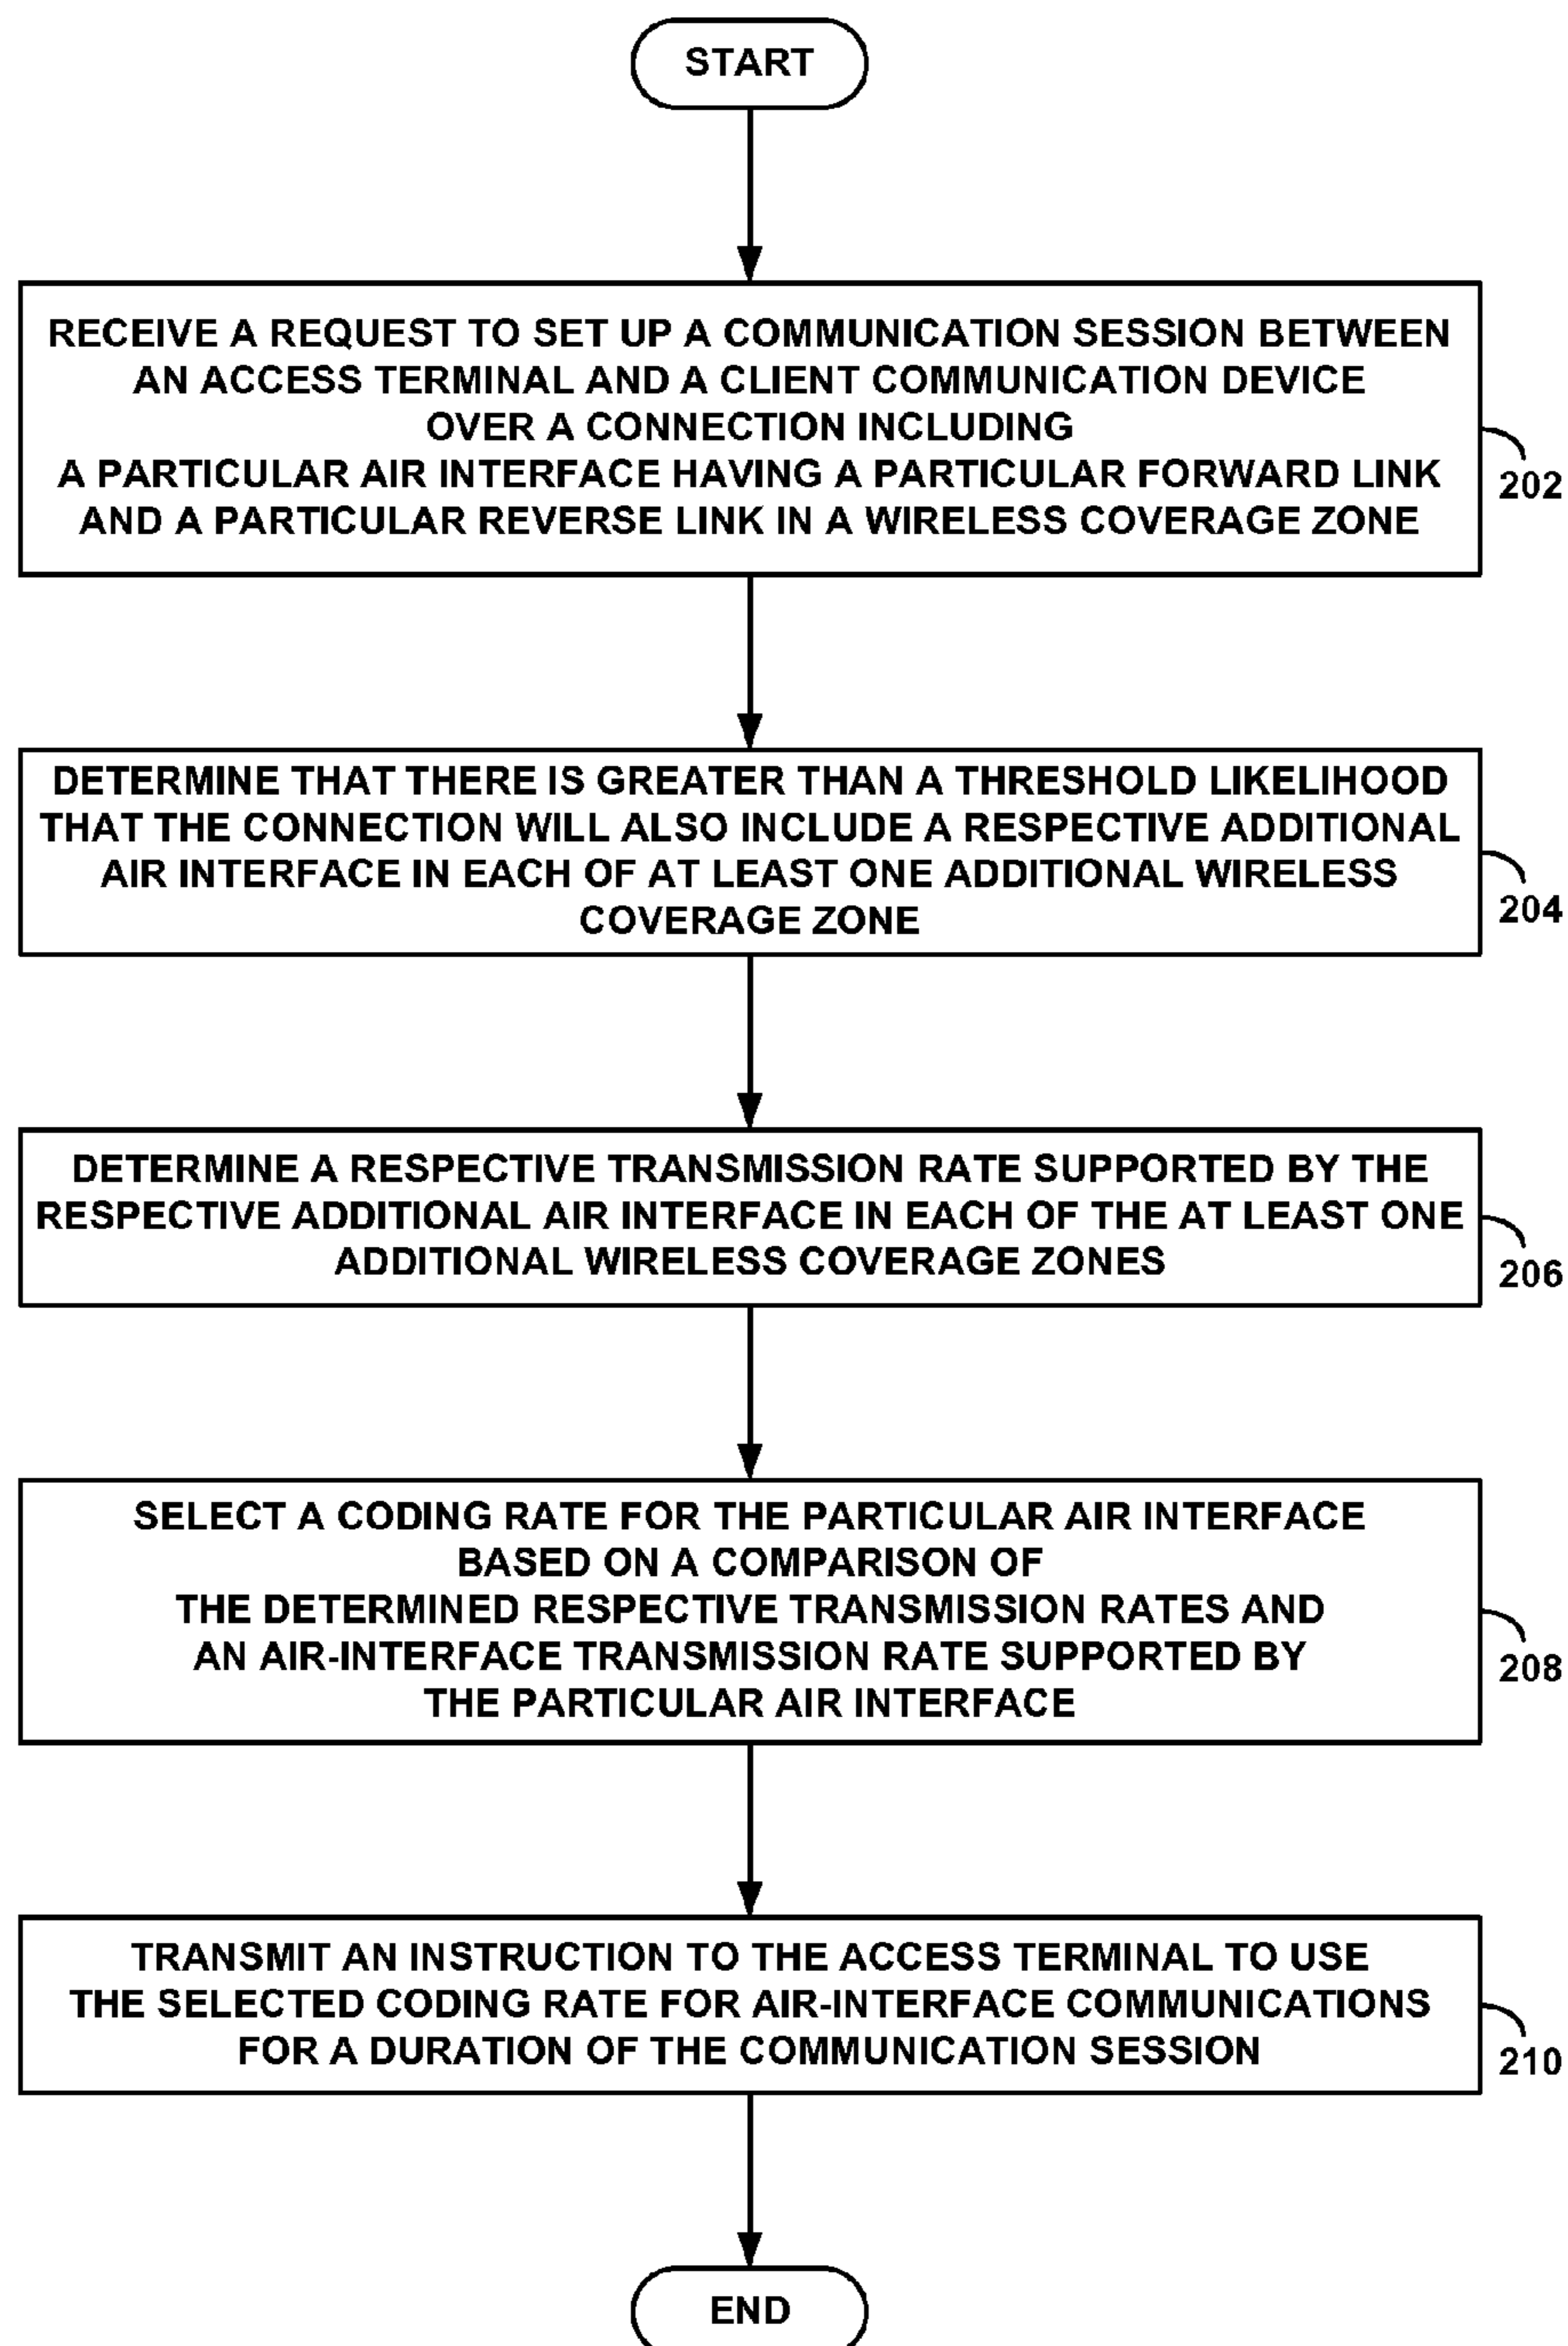 START
RECEIVE A REQUEST TO SET UP A COMMUNICATION SESSION BETWEEN
AN ACCESS TERMINAL AND A CLIENT COMMUNICATION DEVICE
OVER A CONNECTION INCLUDING
A PARTICULAR AIR INTERFACE HAVING A PARTICULAR FORWARD LINK
AND A PARTICULAR REVERSE LINK IN A WIRELESS COVERAGE ZONE
202
DETERMINE THAT THERE IS GREATER THAN A THRESHOLD LIKELIHOOD
THAT THE CONNECTION WILL ALSO INCLUDE A RESPECTIVE ADDITIONAL
AIR INTERFACE IN EACH OF AT LEAST ONE ADDITIONAL WIRELESS
COVERAGE ZONE
204
DETERMINE A RESPECTIVE TRANSMISSION RATE SUPPORTED BY THE
RESPECTIVE ADDITIONAL AIR INTERFACE IN EACH OF THE AT LEAST ONE
ADDITIONAL WIRELESS COVERAGE ZONES
206
SELECT A CODING RATE FOR THE PARTICULAR AIR INTERFACE
BASED ON A COMPARISON OF
THE DETERMINED RESPECTIVE TRANSMISSION RATES AND
AN AIR-INTERFACE TRANSMISSION RATE SUPPORTED BY
THE PARTICULAR AIR INTERFACE
208
TRANSMIT AN INSTRUCTION TO THE ACCESS TERMINAL TO USE
THE SELECTED CODING RATE FOR AIR-INTERFACE COMMUNICATIONS
FOR A DURATION OF THE COMMUNICATION SESSION
210
END